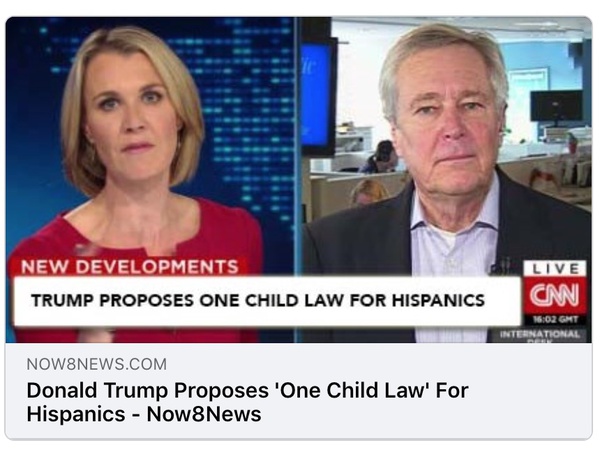 NEW DEVELOPMENTS
TRUMP PROPOSES ONE CHILD LAW FOR HISPANICS
LIVE
CNN
16:02 GMT
INTERNATIONAL
DESK
NOW8NEWS.COM
Donald Trump Proposes 'One Child Law' For
Hispanics - Now8News